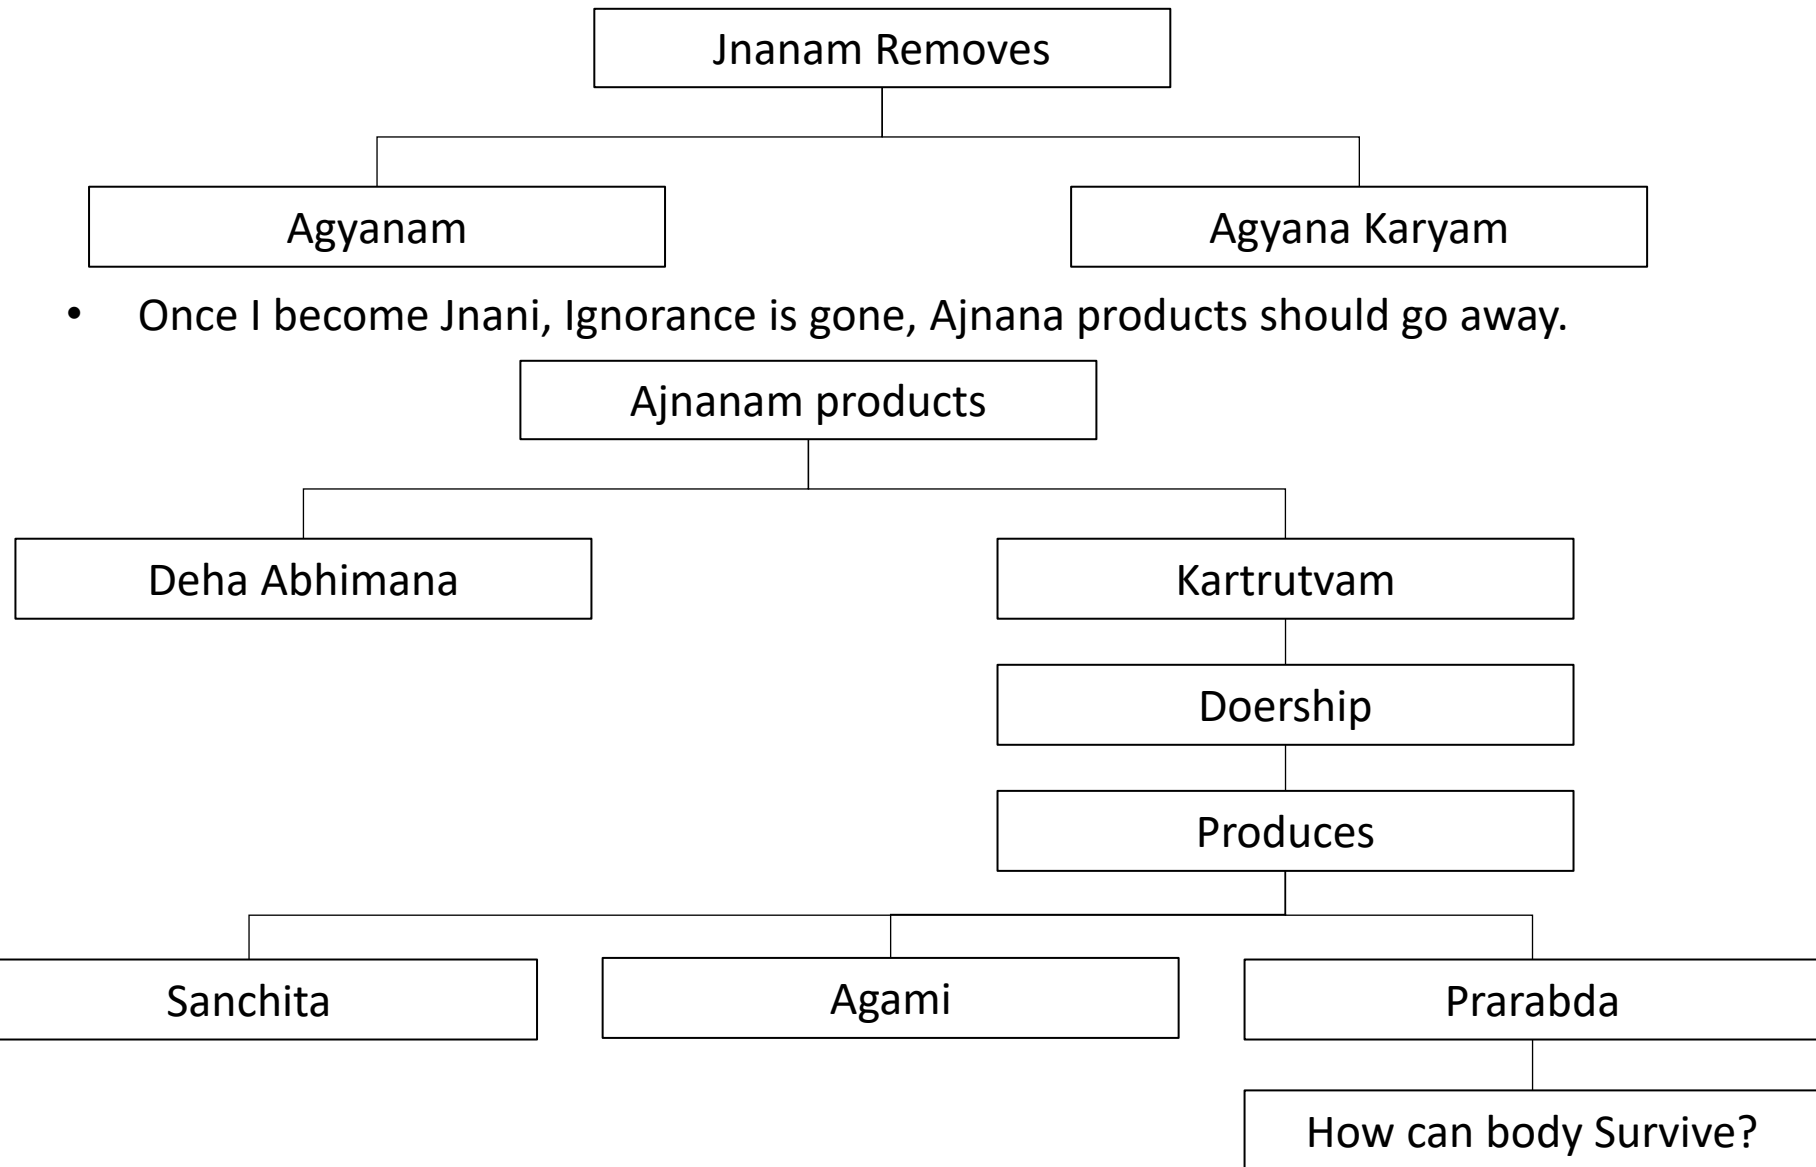 Jnanam Removes
Agyanam
Agyana Karyam
• Once I become Jnani, Ignorance is gone, Ajnana products should go away.
Ajnanam products
Deha Abhimana
Kartrutvam
Doership
Produces
Sanchita
Agami
Prarabda
How can body Survive?